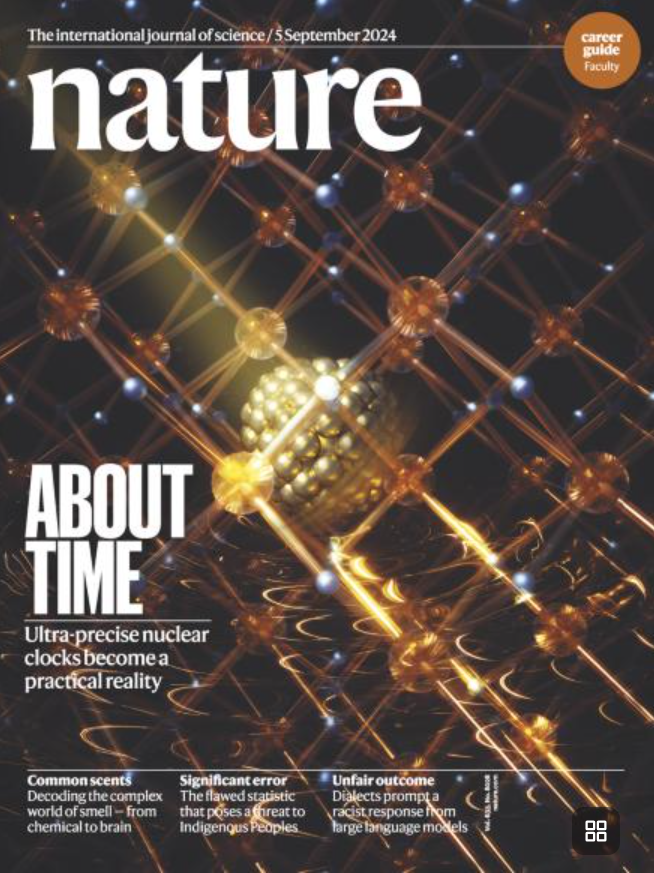 The international journal of science / 5 September 2024
career
guide
Faculty
nature
ABOUT
TIME
Ultra-precise nuclear
clocks become a
practical reality
Common scents
Decoding the complex
world of smell – from
chemical to brain
Significant error
The flawed statistic
that poses a threat to
Indigenous Peoples
Unfair outcome
Dialects prompt a
racist response from
large language models
nature.com